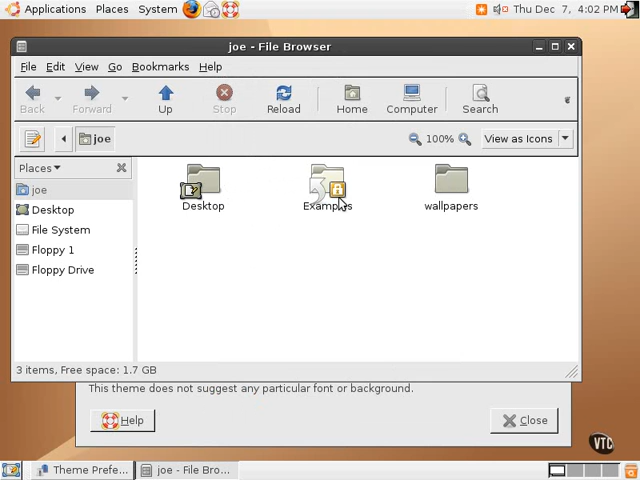 Applications Places System Thu Dec 7, 4:02 PM
joe - File Browser
File Edit View Go Bookmarks Help
Back Forward Up Stop Reload Home Computer Search
joe 100% View as Icons
Places
joe
Desktop
File System
Floppy 1
Floppy Drive
Desktop Examples wallpapers
3 items, Free space: 1.7 GB
This theme does not suggest any particular font or background.
Help Close
VTC
Theme Prefe... joe - File Bro...